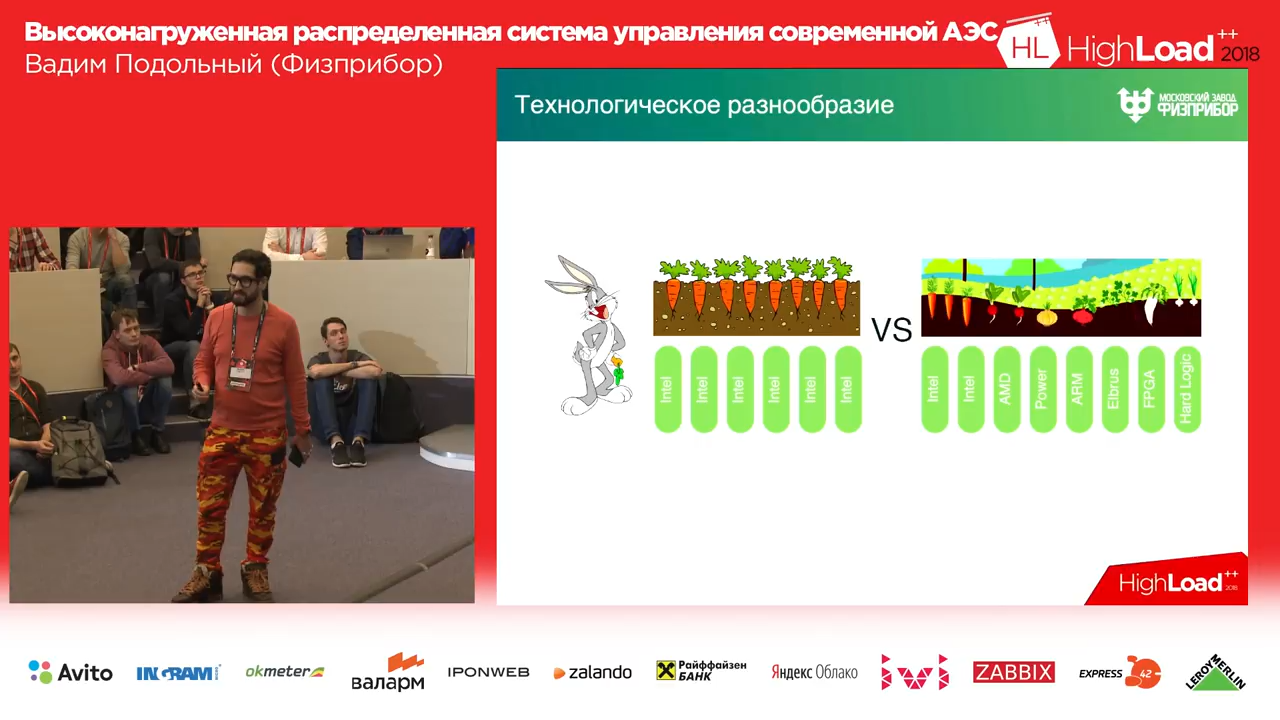 Высоконагруженная распределенная система управления современной АЭС
Вадим Подольный (Физприбор)
HL HighLoad++ 2018
Технологическое разнообразие
МОСКОВСКИЙ ЗАВОД
ФИЗПРИБОР
VS
Intel Intel Intel Intel Intel Intel
Intel Intel AMD Power ARM Elbrus FPGA Hard Logic
HighLoad++ 2018
Avito
INGRAM
okmeter
валарм
IPONWEB
zalando
Райффайзен
БАНК
Яндекс Облако
ivi
ZABBIX
EXPRESS 42
LEROY MERLIN